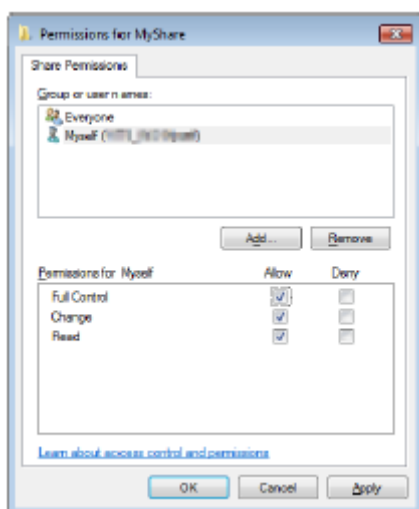 Permissions for MyShare
Share Permissions
Group or user names:
Everyone
Myself (
Add...
Remove
Permissions for Myself
Allow
Deny
Full Control
Change
Read
Learn about access control and permissions
OK
Cancel
Apply